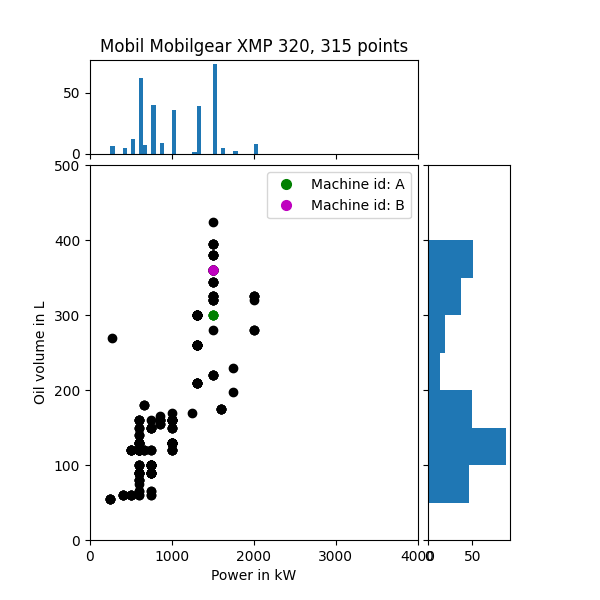 Mobil Mobilgear XMP 320, 315 points
50
0
500
400
300
200
100
0
Oil volume in L
Machine id: A
Machine id: B
0 1000 2000 3000 4000 0 50
Power in kW